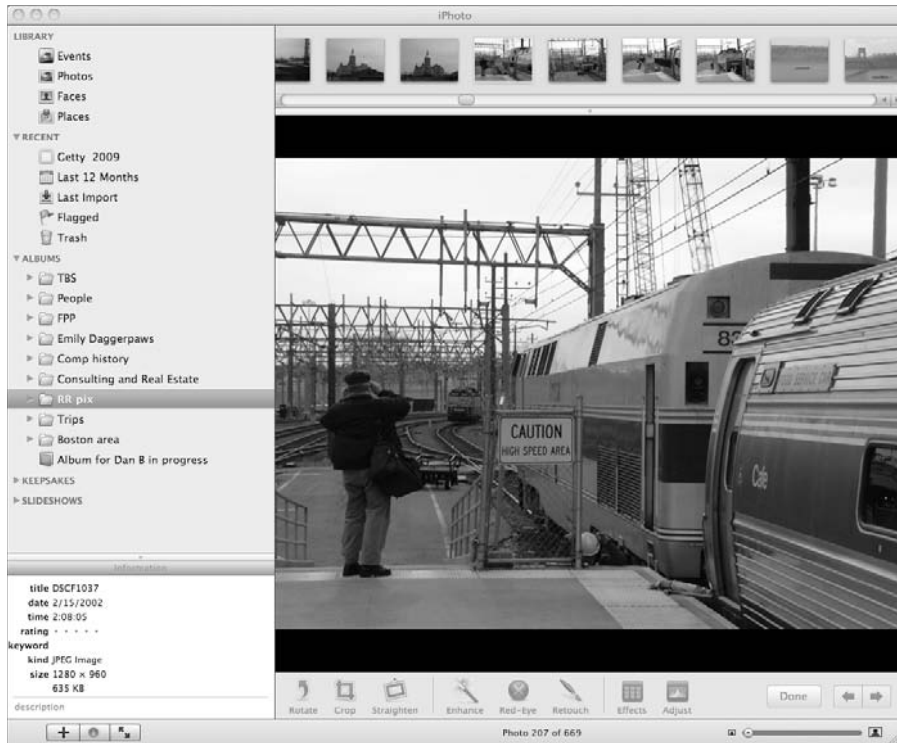 iPhoto
LIBRARY
Events
Photos
Faces
Places
RECENT
Getty 2009
Last 12 Months
Last Import
Flagged
Trash
ALBUMS
TBS
People
FPP
Emily Daggerpaws
Comp history
Consulting and Real Estate
RR pix
Trips
Boston area
Album for Dan B in progress
KEEPSAKES
SLIDESHOWS
Information
title DSCF1037
date 2/15/2002
time 2:08:05
rating · · · · ·
keyword
kind JPEG Image
size 1280 × 960
635 KB
description
82
CAUTION
HIGH SPEED AREA
Cafe
Rotate Crop Straighten Enhance Red-Eye Retouch Effects Adjust Done
Photo 207 of 669